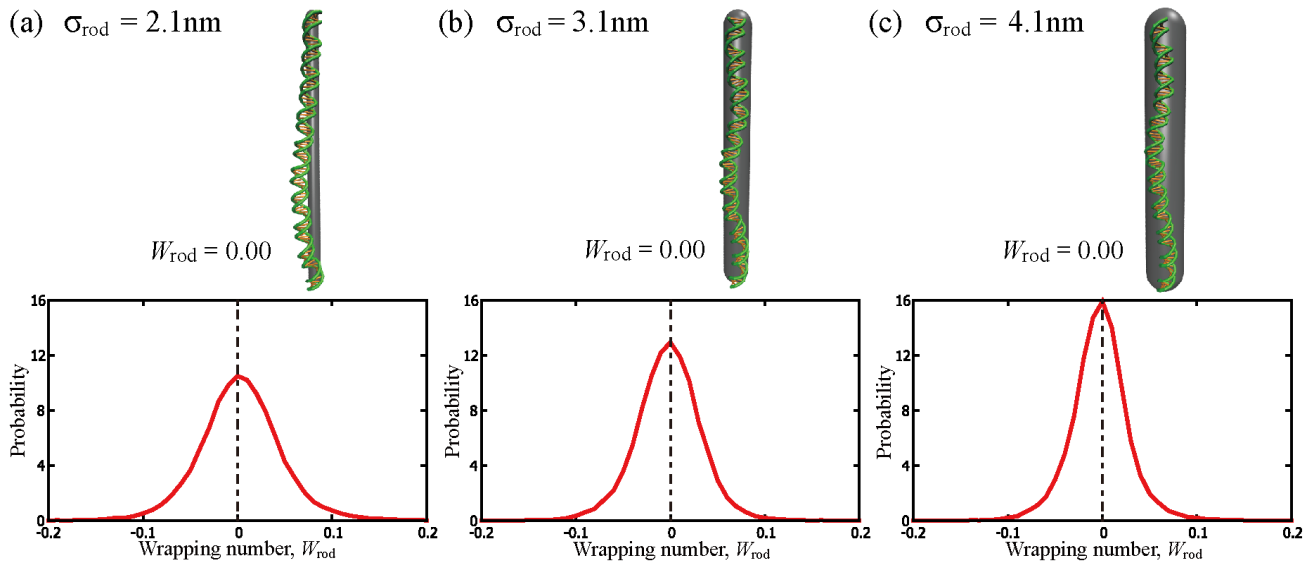 (a) σrod = 2.1nm
Wrod = 0.00
16
12
8
4
0
Probability
-0.2 -0.1 0 0.1 0.2
Wrapping number, Wrod
(b) σrod = 3.1nm
Wrod = 0.00
16
12
8
4
0
Probability
-0.2 -0.1 0 0.1 0.2
Wrapping number, Wrod
(c) σrod = 4.1nm
Wrod = 0.00
16
12
8
4
0
Probability
-0.2 -0.1 0 0.1 0.2
Wrapping number, Wrod